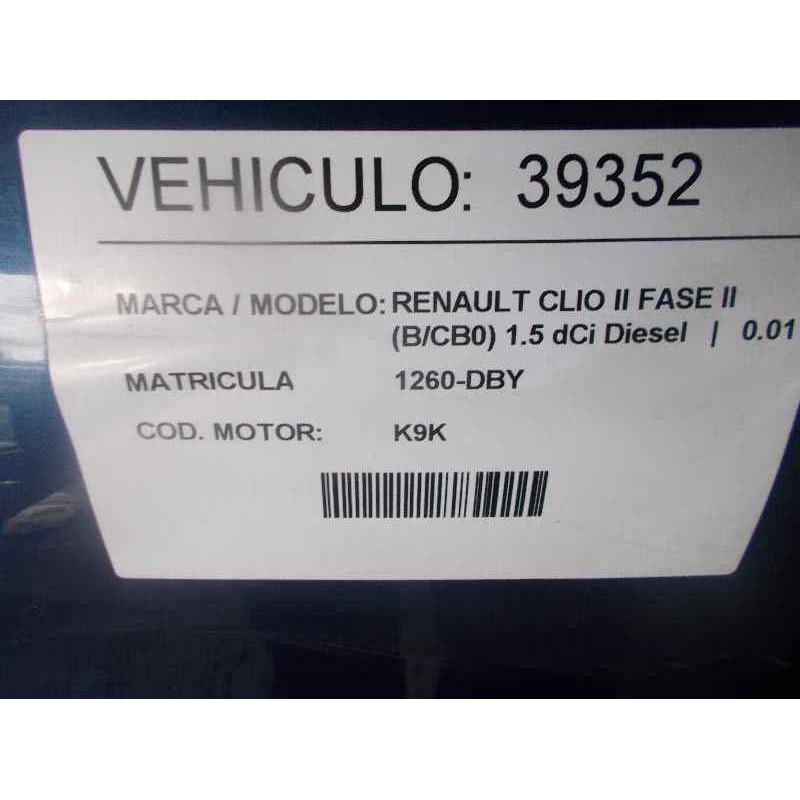 VEHICULO: 39352
MARCA / MODELO: RENAULT CLIO II FASE II
(B/CB0) 1.5 dCi Diesel | 0.01
MATRICULA 1260-DBY
COD. MOTOR: K9K